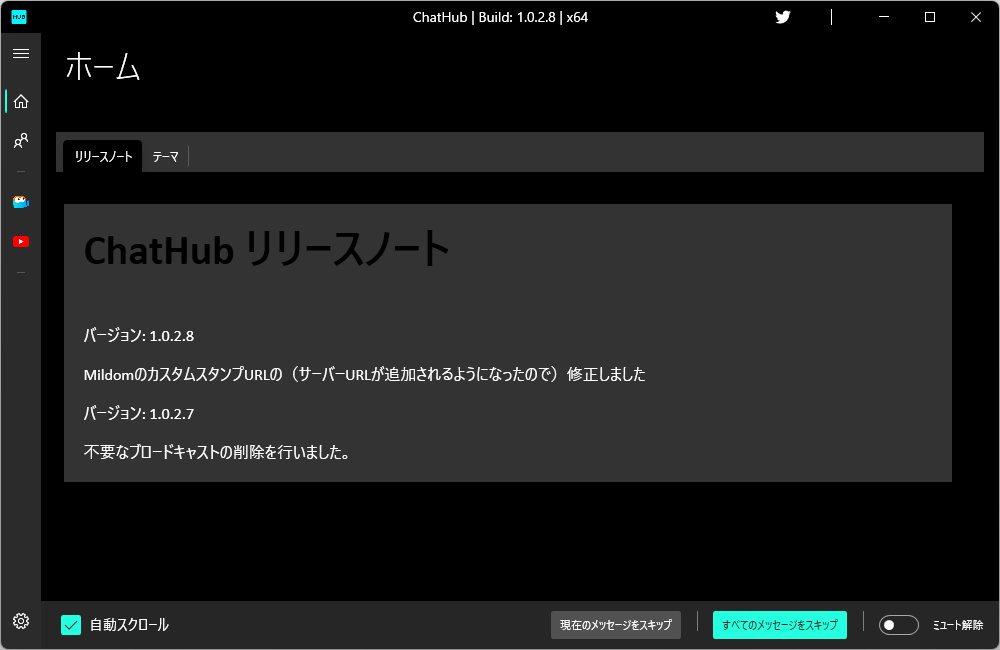 HUB
ChatHub | Build: 1.0.2.8 | x64
ホーム
リリースノート
テーマ
ChatHub リリースノート
バージョン: 1.0.2.8
MildomのカスタムスタンプURLの（サーバーURLが追加されるようになったので）修正しました
バージョン: 1.0.2.7
不要なブロードキャストの削除を行いました。
自動スクロール
現在のメッセージをスキップ
すべてのメッセージをスキップ
ミュート解除